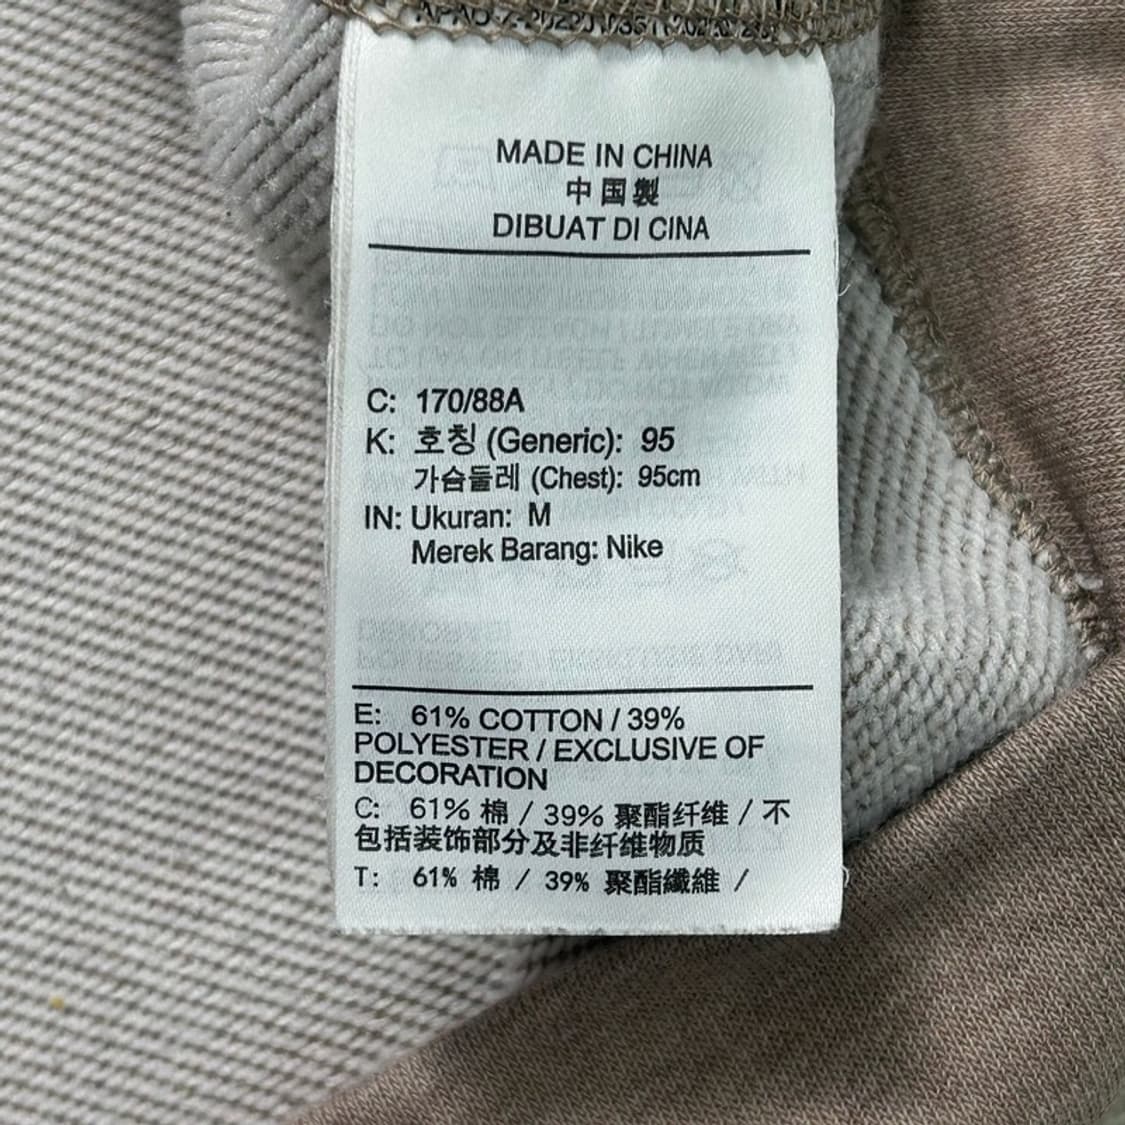 MADE IN CHINA
中国製
DIBUAT DI CINA
C: 170/88A
K: 호칭 (Generic): 95
가슴둘레 (Chest): 95cm
IN: Ukuran: M
Merek Barang: Nike
E: 61% COTTON / 39%
POLYESTER / EXCLUSIVE OF
DECORATION
C: 61% 棉 / 39% 聚酯纤维 / 不
包括装饰部分及非纤维物质
T: 61% 棉 / 39% 聚酯纖維 /